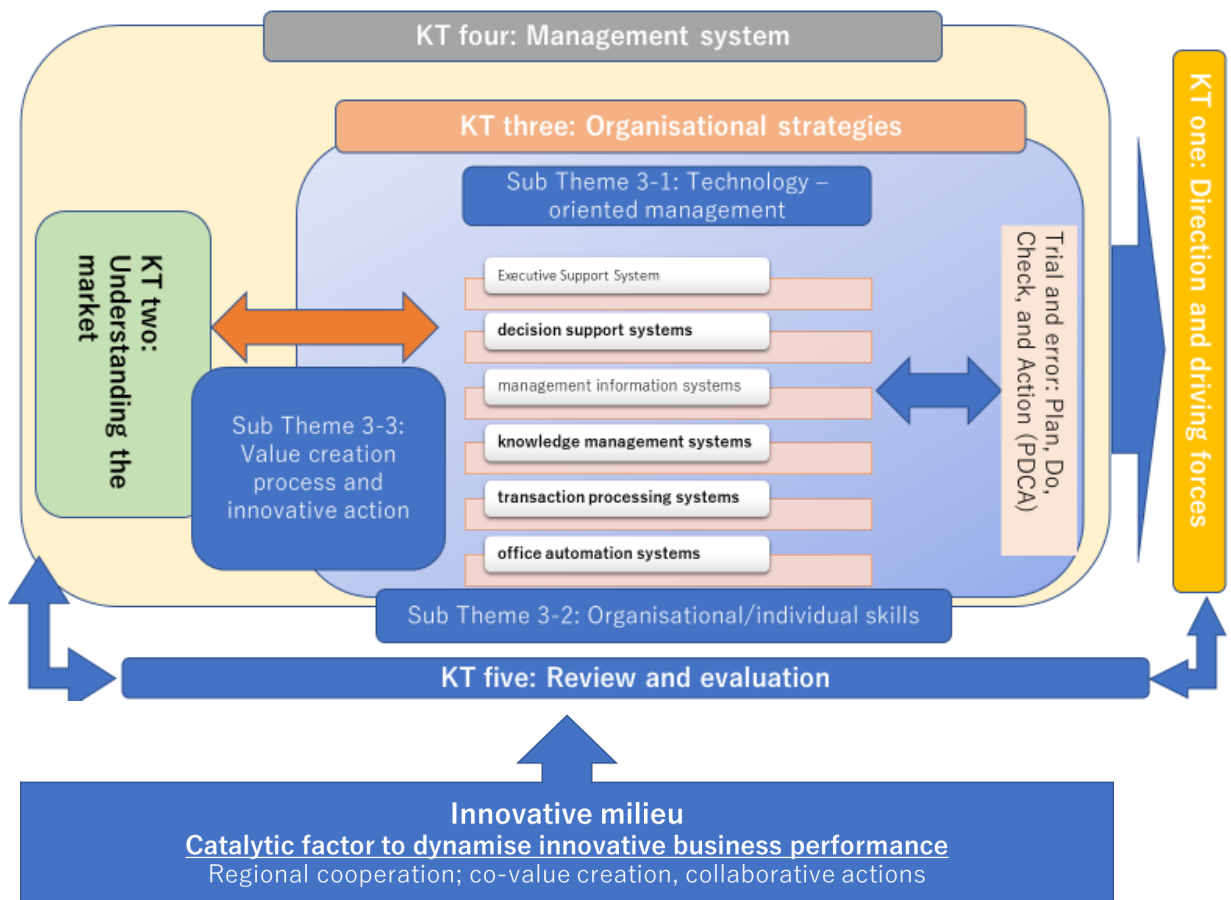 KT four: Management system
KT three: Organisational strategies
Sub Theme 3-1: Technology –
oriented management
Executive Support System
decision support systems
management information systems
knowledge management systems
transaction processing systems
office automation systems
KT two:
Understanding the
market
Sub Theme 3-3:
Value creation
process and
innovative action
Trial and error: Plan, Do,
Check, and Action (PDCA)
KT one: Direction and driving forces
Sub Theme 3-2: Organisational/individual skills
KT five: Review and evaluation
Innovative milieu
Catalytic factor to dynamise innovative business performance
Regional cooperation; co-value creation, collaborative actions